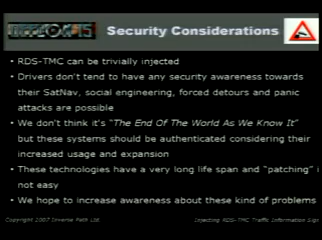 Security Considerations
• RDS-TMC can be trivially injected
• Drivers don't tend to have any security awareness towards
their SatNav, social engineering, forced detours and panic
attacks are possible
• We don't think it's "The End Of The World As We Know It"
but these systems should be authenticated considering their
increased usage and expansion
• These technologies have a very long life span and "patching" i
not easy
• We hope to increase awareness about these kind of problems
Copyright 2007 Inverse Path Ltd.
Injecting RDS-TMC Traffic Information Sig